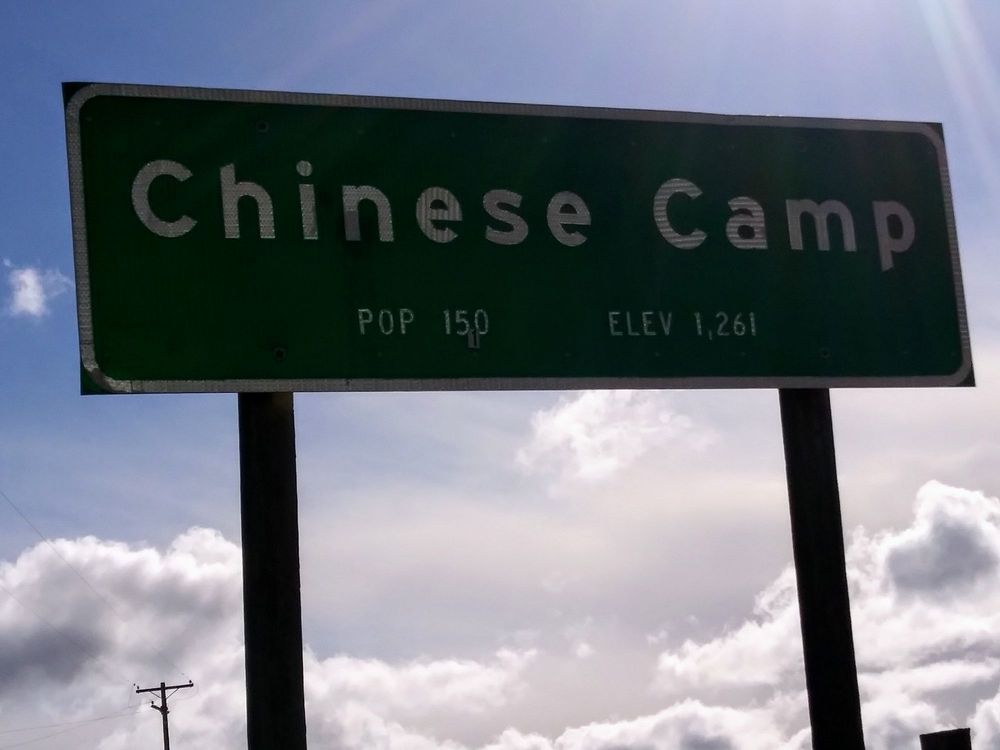 Chinese Camp
POP 150 ELEV 1,261